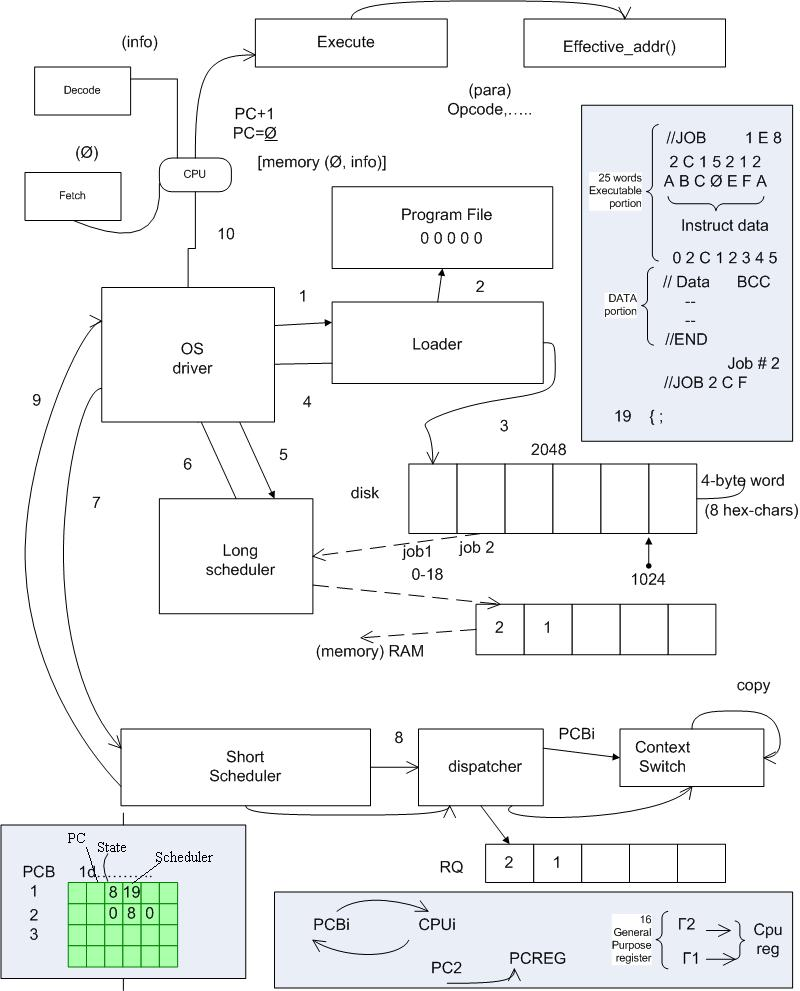 (info)
Execute
Effective_addr()
Decode
(para)
Opcode,.....
PC+1
PC=Ø
(Ø)
CPU
[memory (Ø, info)]
Fetch
Program File
0 0 0 0 0
10
1
2
OS
driver
Loader
4
3
9
6
5
7
//JOB 1 E 8
2 C 1 5 2 1 2
A B C Ø E F A
25 words
Executable
portion
Instruct data
0 2 C 1 2 3 4 5
// Data BCC
--
--
DATA
portion
//END
Job # 2
//JOB 2 C F
19 { ;
2048
disk
4-byte word
(8 hex-chars)
Long
scheduler
job1
job 2
0-18
1024
2 1
(memory) RAM
copy
Short
Scheduler
8
dispatcher
PCBi
Context
Switch
RQ
2 1
PC
State
Scheduler
PCB 1d..........
1 8 19
2 0 8 0
3
PCBi
CPUi
PC2
PCREG
16
General
Purpose
register
Γ2
Γ1
Cpu
reg